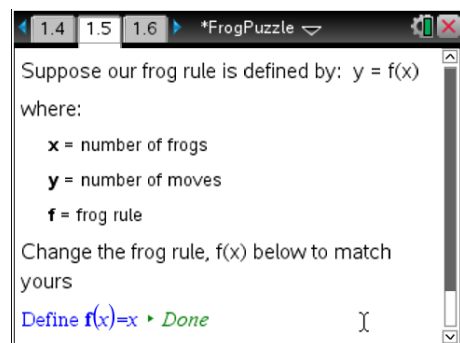 1.4 1.5 1.6 *FrogPuzzle
Suppose our frog rule is defined by: y = f(x)
where:
x = number of frogs
y = number of moves
f = frog rule
Change the frog rule, f(x) below to match
yours
Define f(x)=x ▸ Done